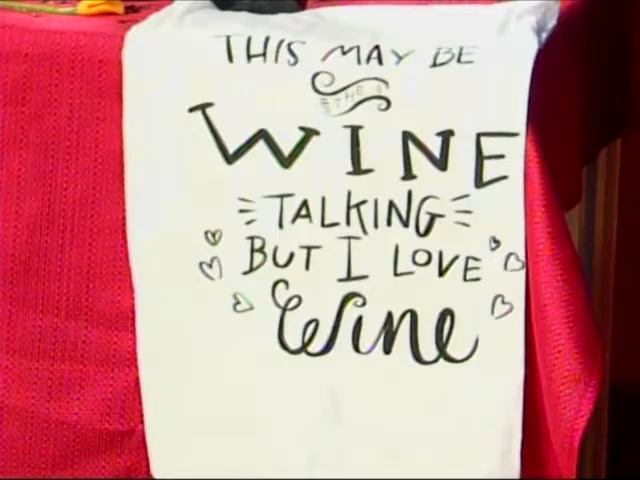 THIS MAY BE
THE
WINE
TALKING
BUT I LOVE
Wine